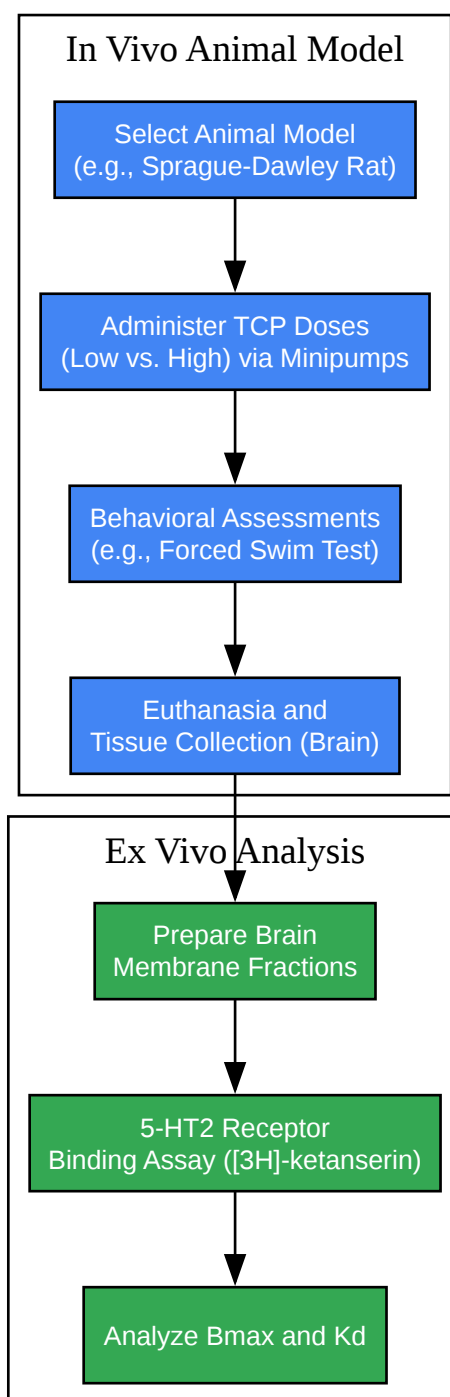 In Vivo Animal Model
Select Animal Model
(e.g., Sprague-Dawley Rat)
Administer TCP Doses
(Low vs. High) via Minipumps
Behavioral Assessments
(e.g., Forced Swim Test)
Euthanasia and
Tissue Collection (Brain)
Ex Vivo Analysis
Prepare Brain
Membrane Fractions
5-HT2 Receptor
Binding Assay ([3H]-ketanserin)
Analyze Bmax and Kd